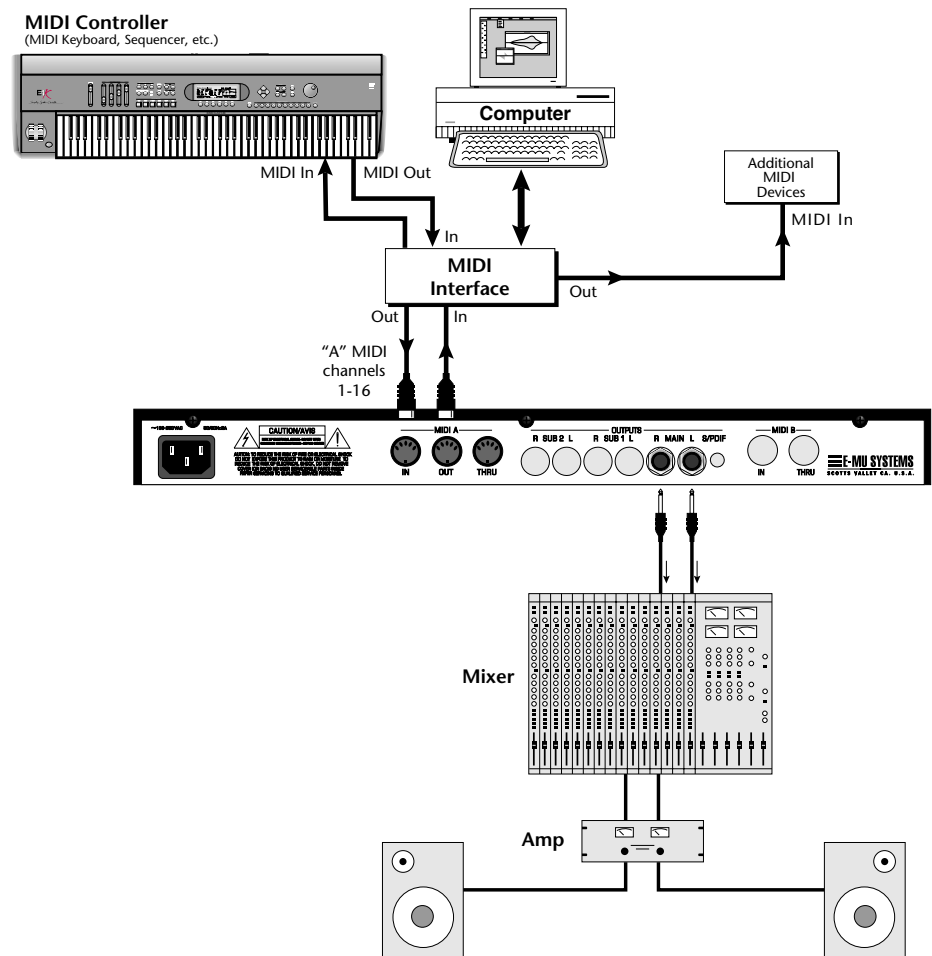 MIDI Controller
(MIDI Keyboard, Sequencer, etc.)
Computer
MIDI In
MIDI Out
Additional
MIDI
Devices
MIDI In
In
MIDI
Interface
Out
Out
In
"A" MIDI
channels
1-16
CAUTION/AVIS
MIDI A
IN
OUT
THRU
OUTPUTS
R SUB 2 L
R SUB 1 L
R MAIN L
S/PDIF
MIDI B
IN
THRU
E-MU SYSTEMS
SCOTTS VALLEY CA. U.S.A.
Mixer
Amp